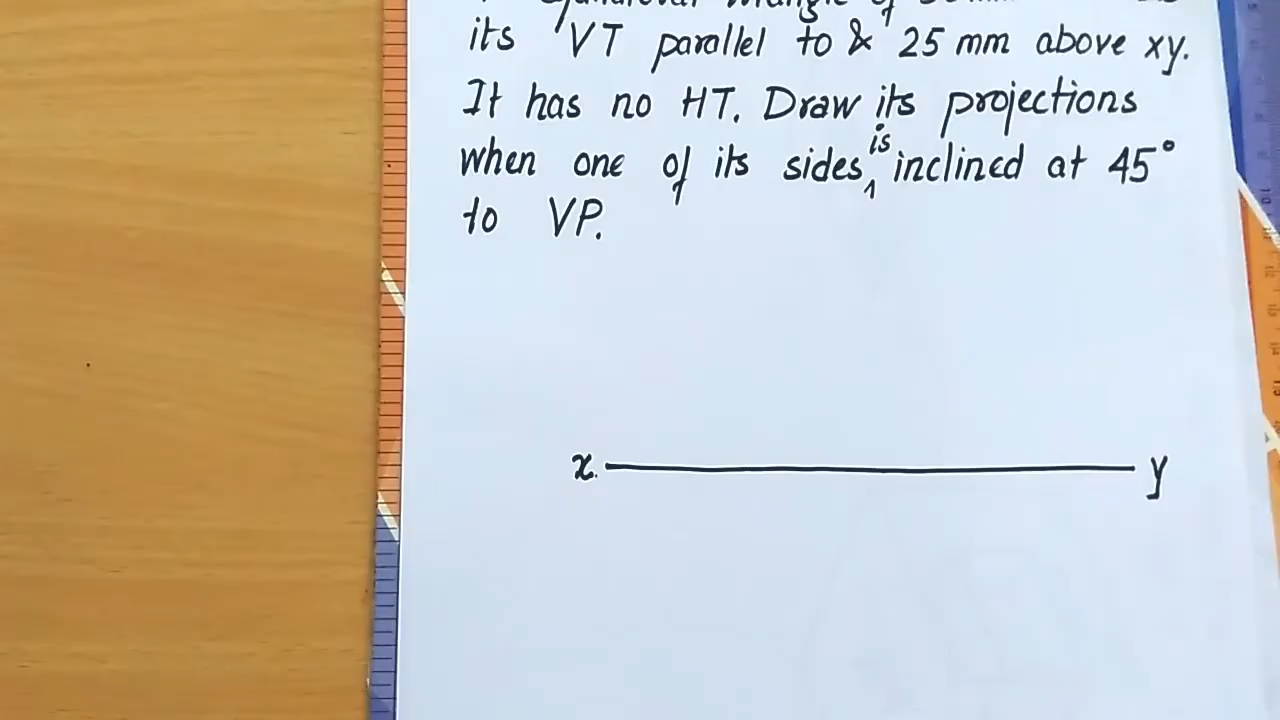 its VT parallel to & 25 mm above xy.
It has no HT. Draw its projections
when one of its sides is inclined at 45°
to VP.
x y